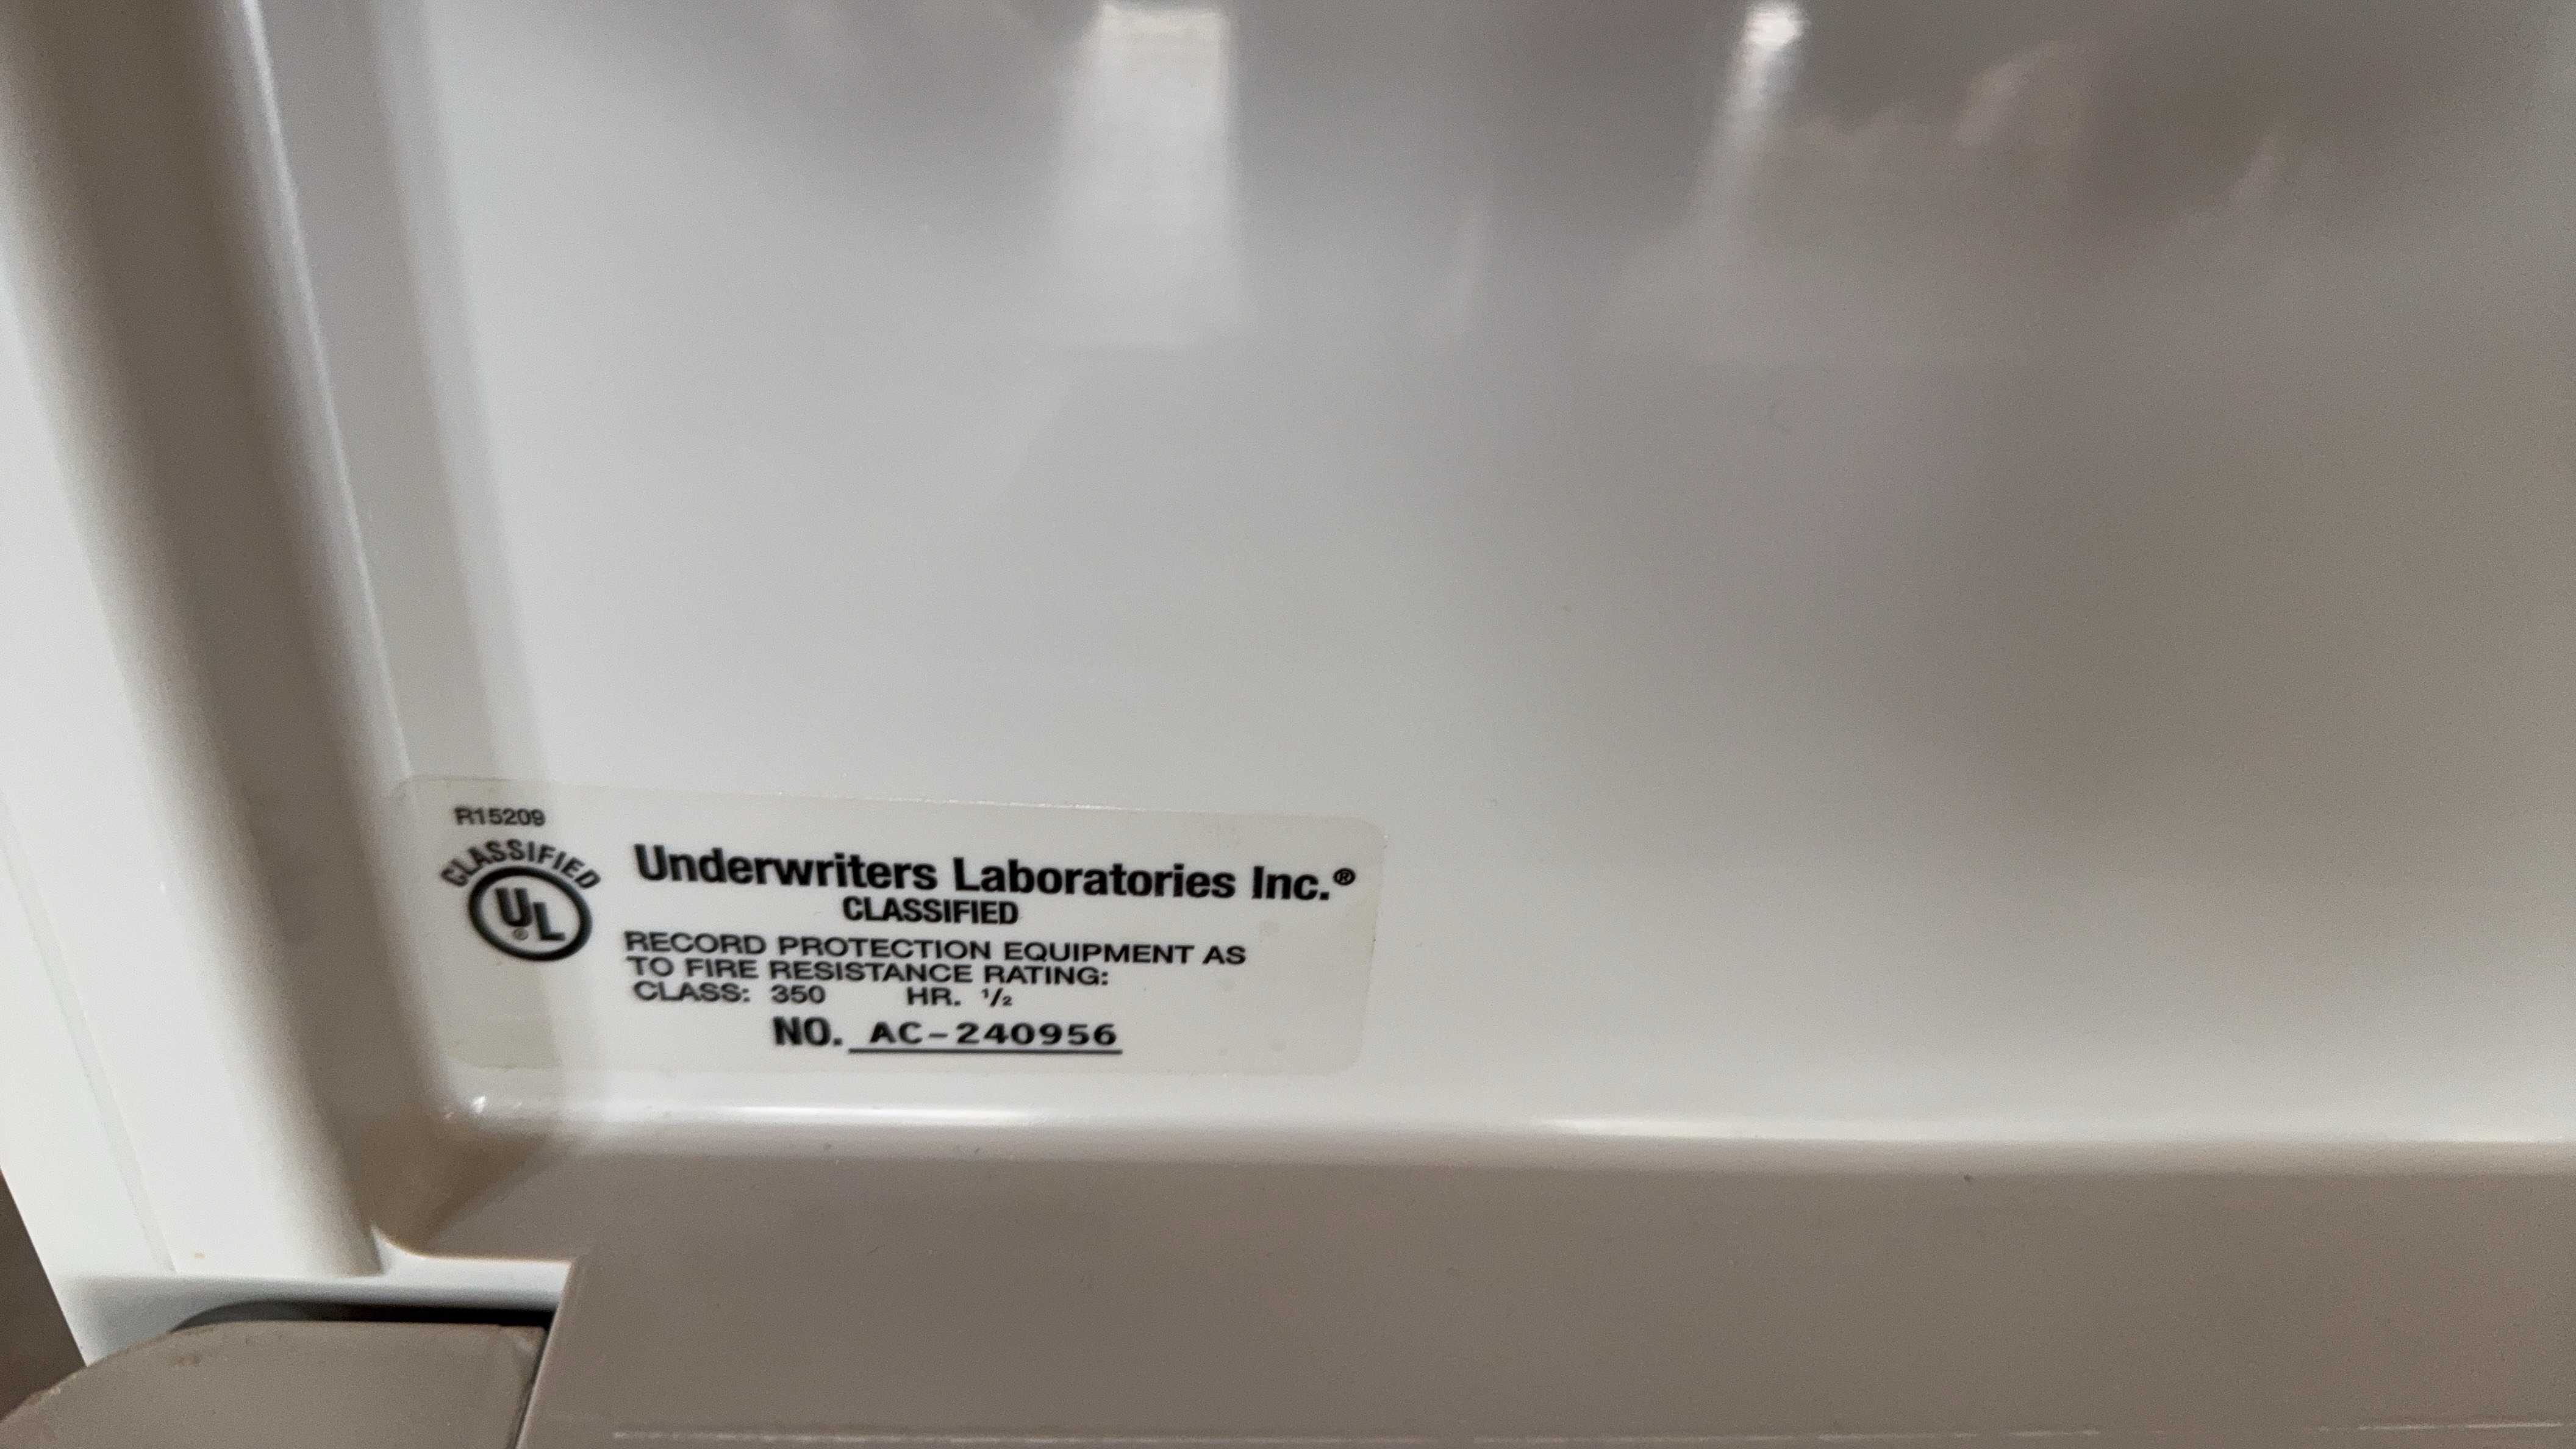 R15209
CLASSIFIED
UL®
Underwriters Laboratories Inc.®
CLASSIFIED
RECORD PROTECTION EQUIPMENT AS
TO FIRE RESISTANCE RATING:
CLASS: 350 HR. 1/2
NO. AC-240956